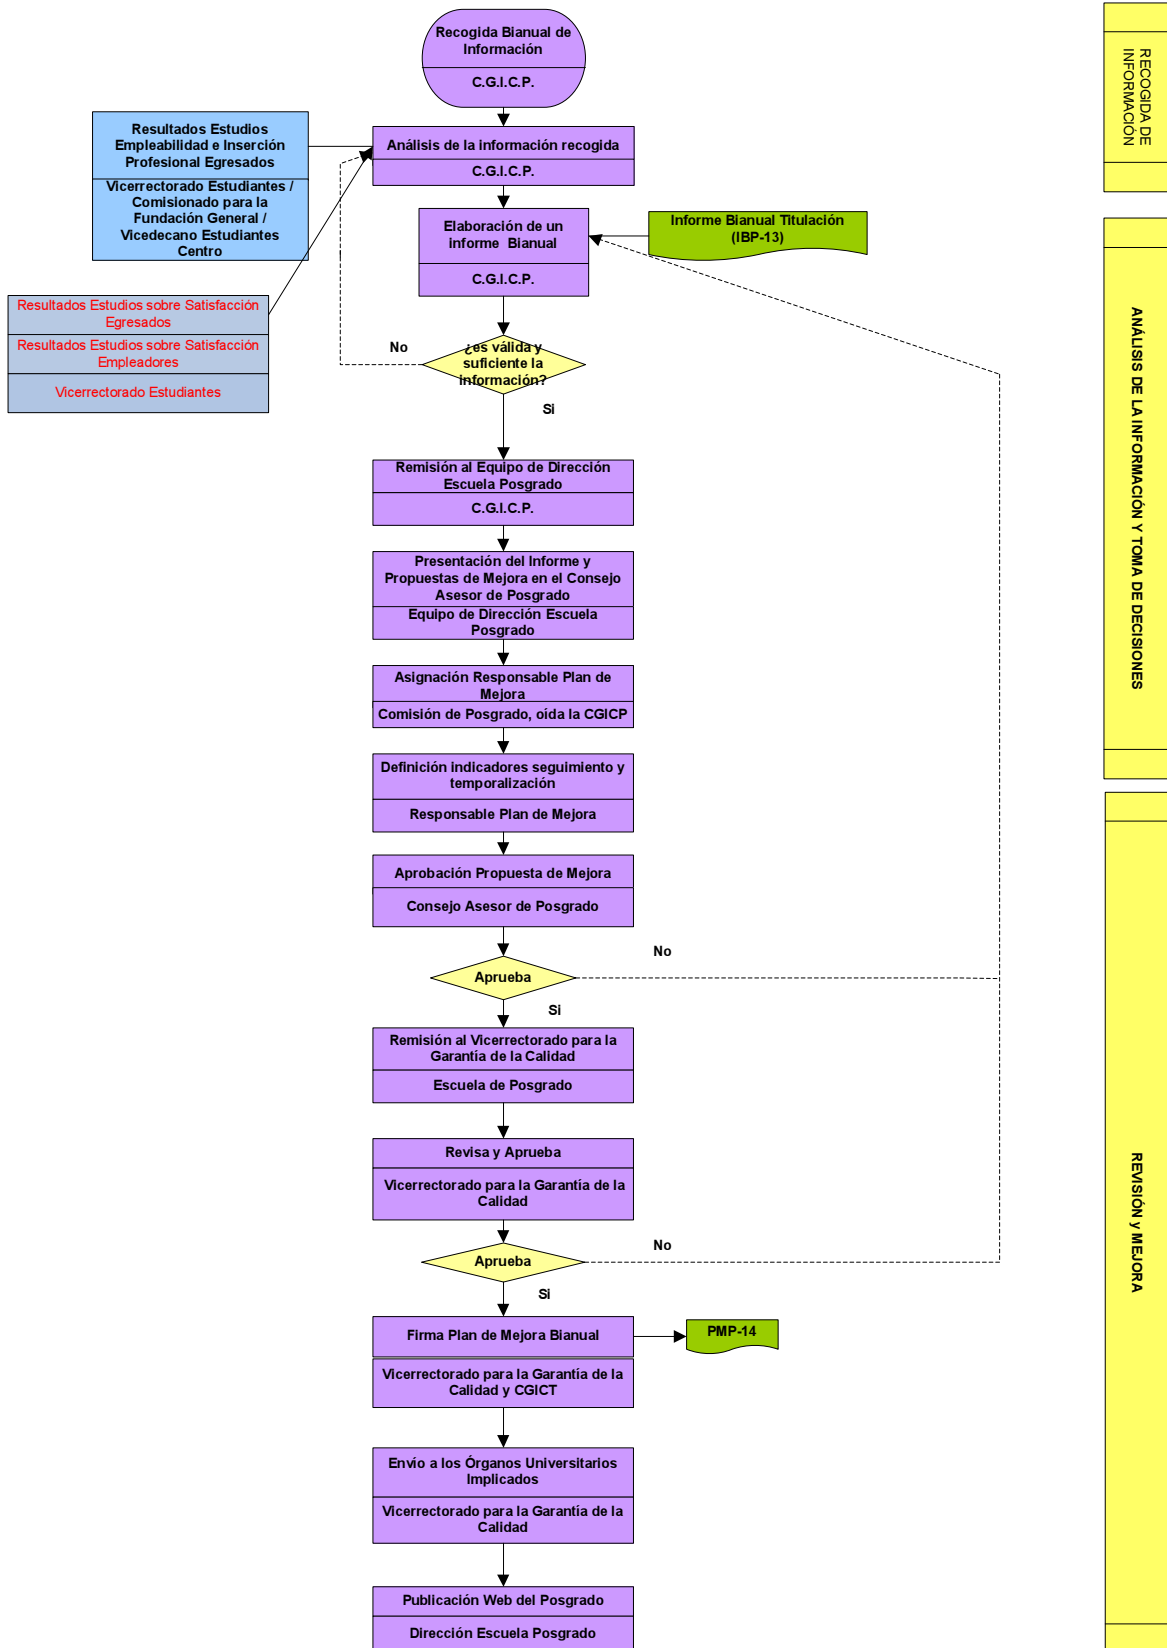 Recogida Bianual de
Información
C.G.I.C.P.
RECOGIDA DE
INFORMACIÓN
Resultados Estudios
Empleabilidad e Inserción
Profesional Egresados
Vicerrectorado Estudiantes /
Comisionado para la
Fundación General /
Vicedecano Estudiantes
Centro
Análisis de la información recogida
C.G.I.C.P.
Elaboración de un
informe Bianual
C.G.I.C.P.
Informe Bianual Titulación
(IBP-13)
Resultados Estudios sobre Satisfacción
Egresados
Resultados Estudios sobre Satisfacción
Empleadores
Vicerrectorado Estudiantes
No
¿es válida y
suficiente la
información?
Si
ANÁLISIS DE LA INFORMACIÓN Y TOMA DE DECISIONES
Remisión al Equipo de Dirección
Escuela Posgrado
C.G.I.C.P.
Presentación del Informe y
Propuestas de Mejora en el Consejo
Asesor de Posgrado
Equipo de Dirección Escuela
Posgrado
Asignación Responsable Plan de
Mejora
Comisión de Posgrado, oída la CGICP
Definición indicadores seguimiento y
temporalización
Responsable Plan de Mejora
Aprobación Propuesta de Mejora
Consejo Asesor de Posgrado
No
Aprueba
Si
Remisión al Vicerrectorado para la
Garantía de la Calidad
Escuela de Posgrado
Revisa y Aprueba
Vicerrectorado para la Garantía de la
Calidad
REVISIÓN y MEJORA
No
Aprueba
Si
Firma Plan de Mejora Bianual
PMP-14
Vicerrectorado para la Garantía de la
Calidad y CGICT
Envío a los Órganos Universitarios
Implicados
Vicerrectorado para la Garantía de la
Calidad
Publicación Web del Posgrado
Dirección Escuela Posgrado